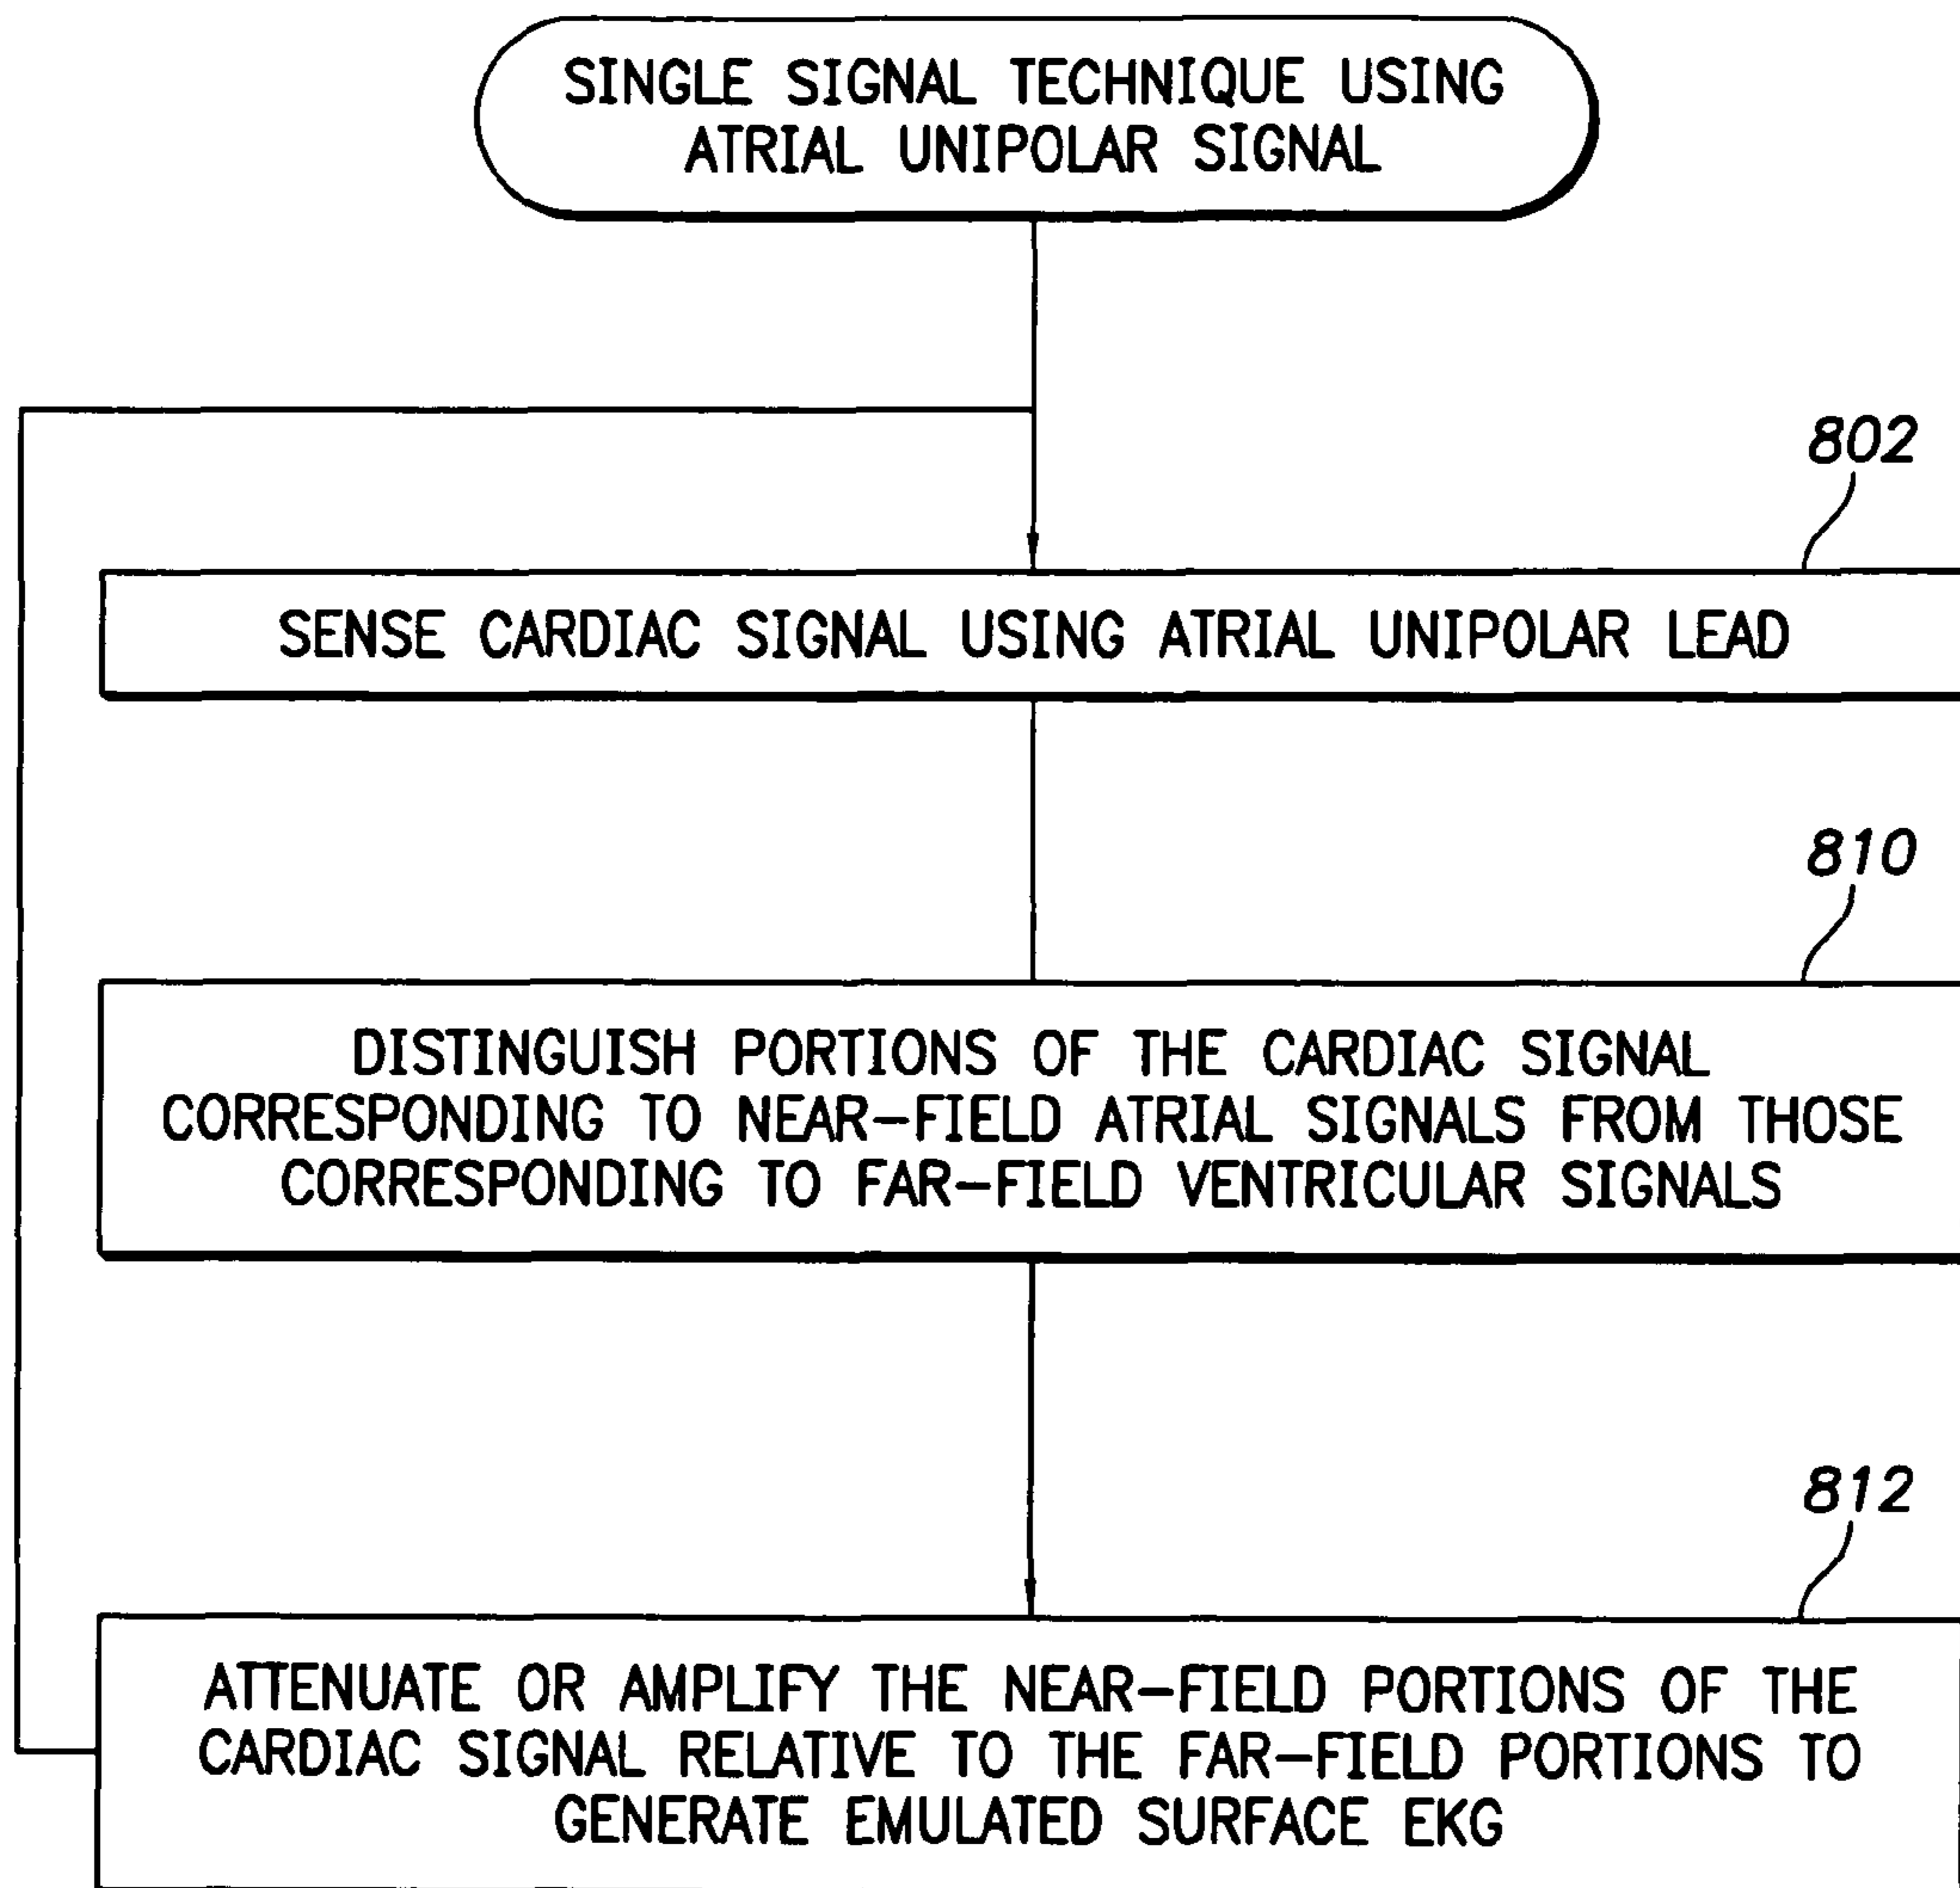 SINGLE SIGNAL TECHNIQUE USING
ATRIAL UNIPOLAR SIGNAL
802
SENSE CARDIAC SIGNAL USING ATRIAL UNIPOLAR LEAD
810
DISTINGUISH PORTIONS OF THE CARDIAC SIGNAL
CORRESPONDING TO NEAR-FIELD ATRIAL SIGNALS FROM THOSE
CORRESPONDING TO FAR-FIELD VENTRICULAR SIGNALS
812
ATTENUATE OR AMPLIFY THE NEAR-FIELD PORTIONS OF THE
CARDIAC SIGNAL RELATIVE TO THE FAR-FIELD PORTIONS TO
GENERATE EMULATED SURFACE EKG